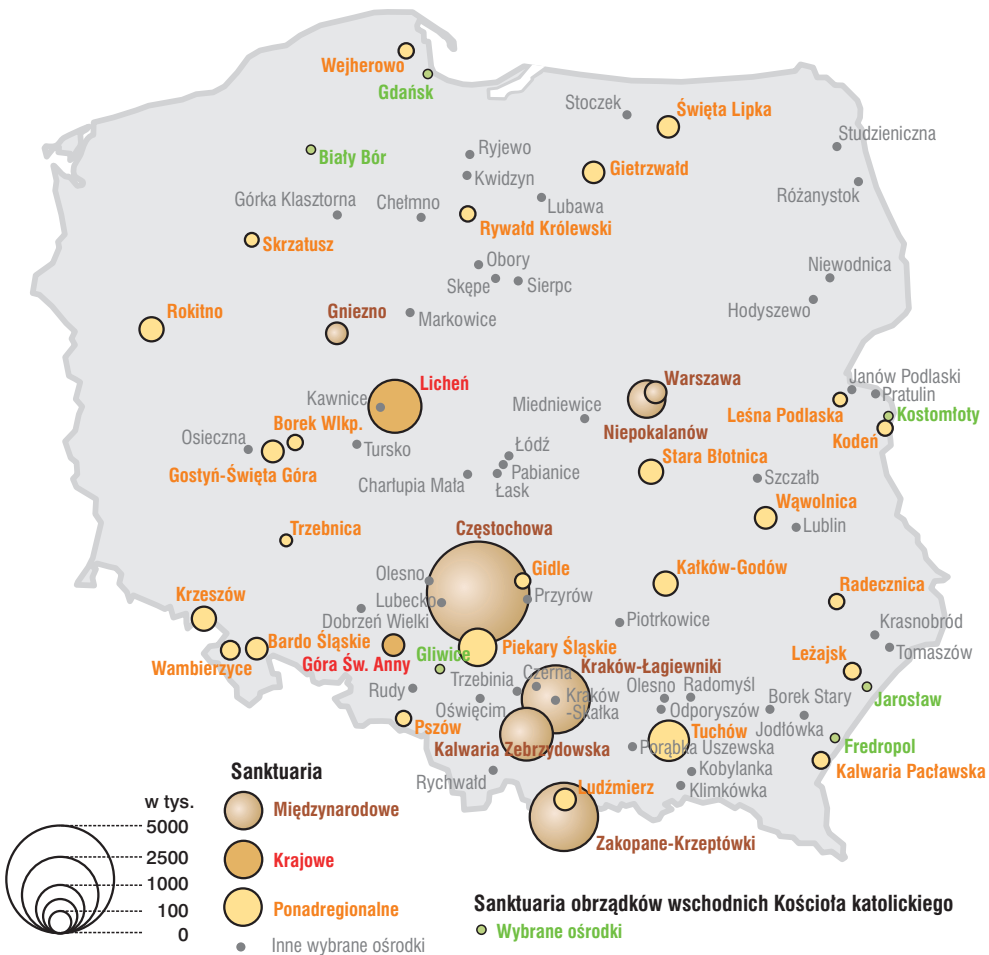 Wejherowo
Gdańsk
Stoczek
Święta Lipka
Studzieniczna
Biały Bór
Ryjewo
Gietrzwałd
Kwidzyn
Różanystok
Górka Klasztorna
Chełmno
Lubawa
Rywałd Królewski
Skrzatusz
Obory
Niewodnica
Skępe
Sierpc
Rokitno
Gniezno
Hodyszewo
Markowice
Licheń
Warszawa
Janów Podlaski
Kawnice
Pratulin
Miedniewice
Leśna Podlaska
Kostomłoty
Borek Wlkp.
Niepokalanów
Kodeń
Osieczna
Tursko
Łódź
Stara Błotnica
Gostyń-Święta Góra
Pabianice
Charłupia Mała
Łask
Szczałb
Wąwolnica
Trzebnica
Częstochowa
Lublin
Olesno
Gidle
Kałków-Godów
Radecznica
Krzeszów
Lubecko
Przyrów
Dobrzeń Wielki
Piotrkowice
Krasnobród
Bardo Śląskie
Piekary Śląskie
Tomaszów
Wambierzyce
Góra Św. Anny
Gliwice
Kraków-Łagiewniki
Leżajsk
Trzebinia
Czerna
Rudy
Olesno
Radomyśl
Borek Stary
Jarosław
Oświęcim
Kraków
-Skałka
Odporyszów
Pszów
Tuchów
Jodłówka
Kalwaria Zebrzydowska
Porąbka Uszewska
Fredropol
Rychwałd
Kobylanka
Kalwaria Pacławska
Ludźmierz
Klimkówka
Zakopane-Krzeptówki
Sanktuaria
w tys.
5000
2500
1000
100
0
Międzynarodowe
Krajowe
Ponadregionalne
Inne wybrane ośrodki
Sanktuaria obrządków wschodnich Kościoła katolickiego
Wybrane ośrodki